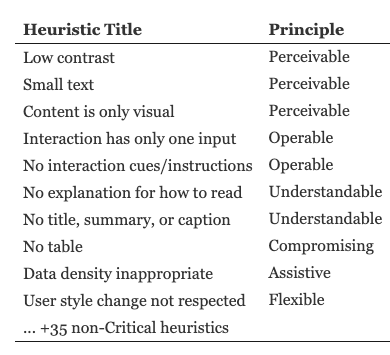 Heuristic Title Principle
Low contrast Perceivable
Small text Perceivable
Content is only visual Perceivable
Interaction has only one input Operable
No interaction cues/instructions Operable
No explanation for how to read Understandable
No title, summary, or caption Understandable
No table Compromising
Data density inappropriate Assistive
User style change not respected Flexible
... +35 non-Critical heuristics